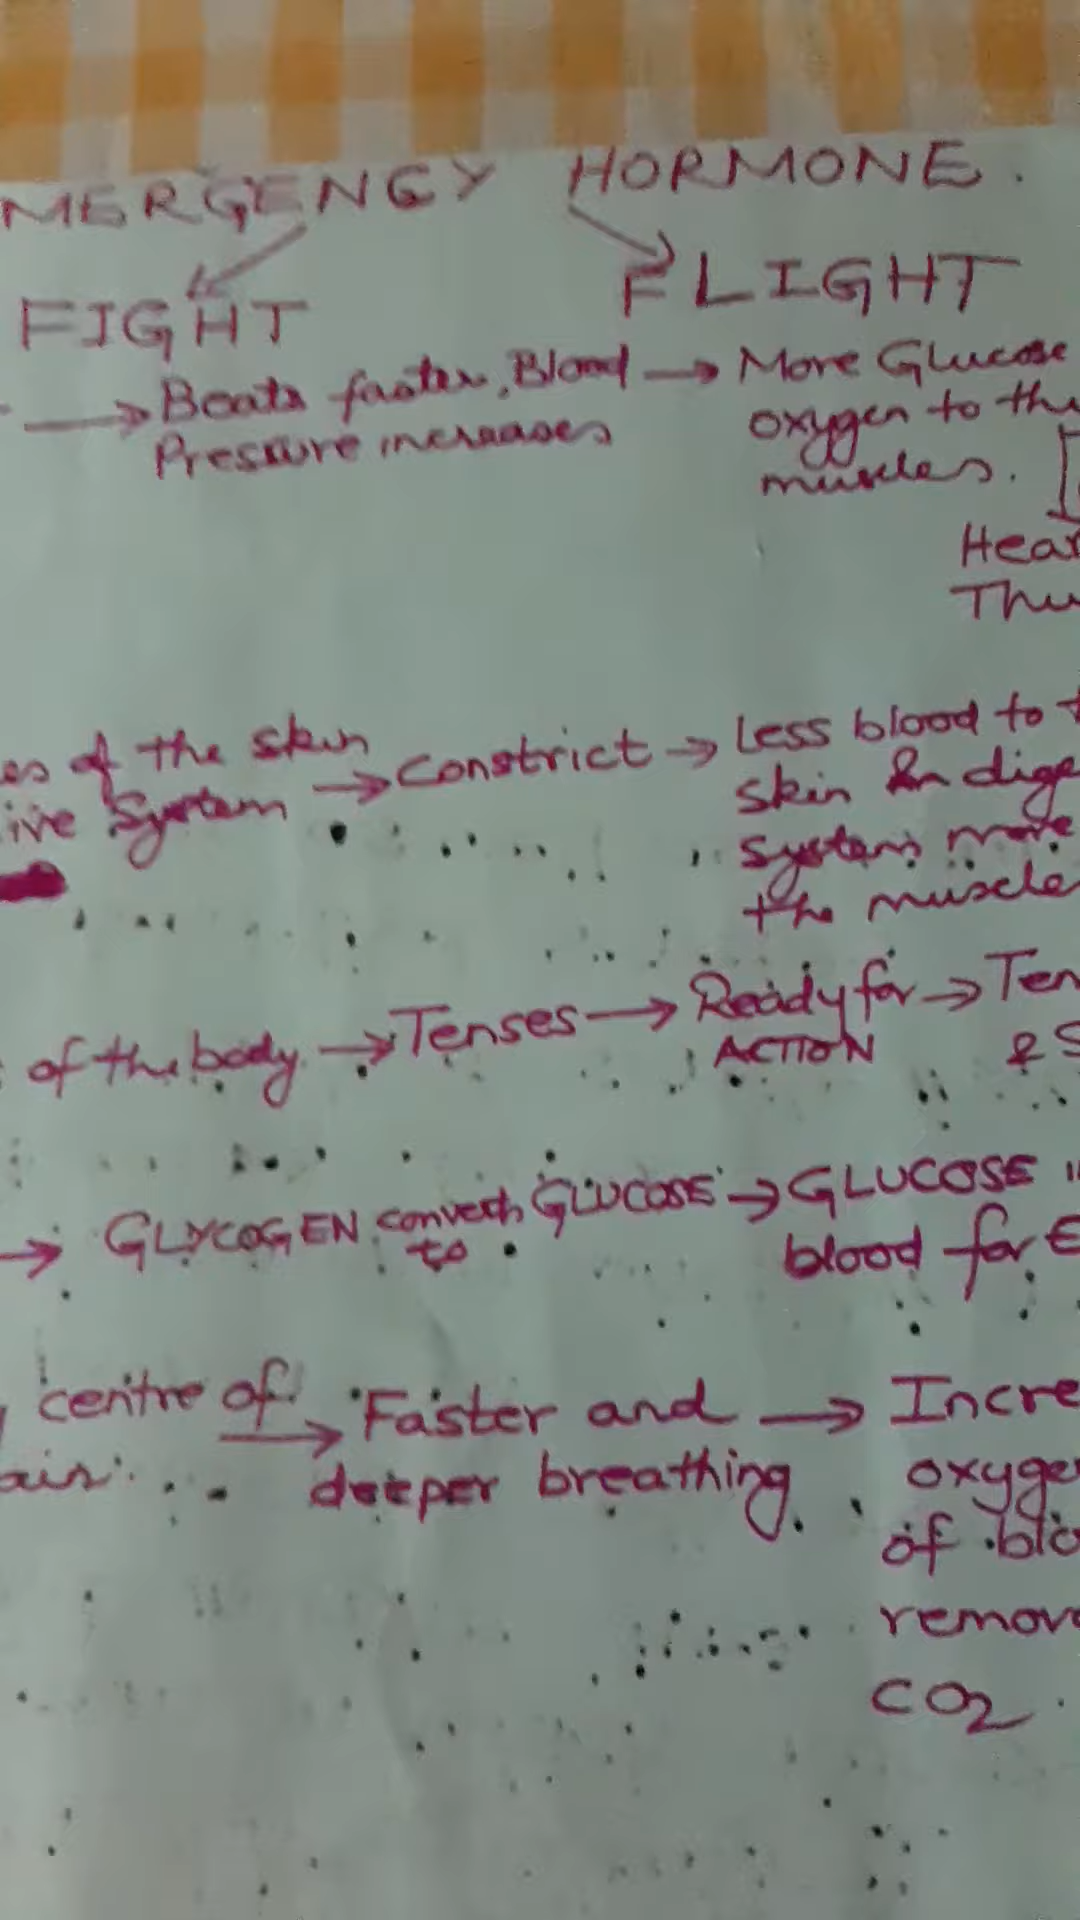 MERGENCY HORMONE.
FIGHT FLIGHT
→ Beats faster, Blood → More Glucose
Pressure increases oxygen to the
muscles.
Hear
Thu
es of the skin → constrict → Less blood to t
ive System skin & dige
systems more
the muscle
of the body → Tenses → Ready for → Ten
ACTION & S
→ GLYCOGEN converts GLUCOSE → GLUCOSE i
to blood for E
centre of → Faster and → Incre
deeper breathing oxyge
of blo
remov
CO2.